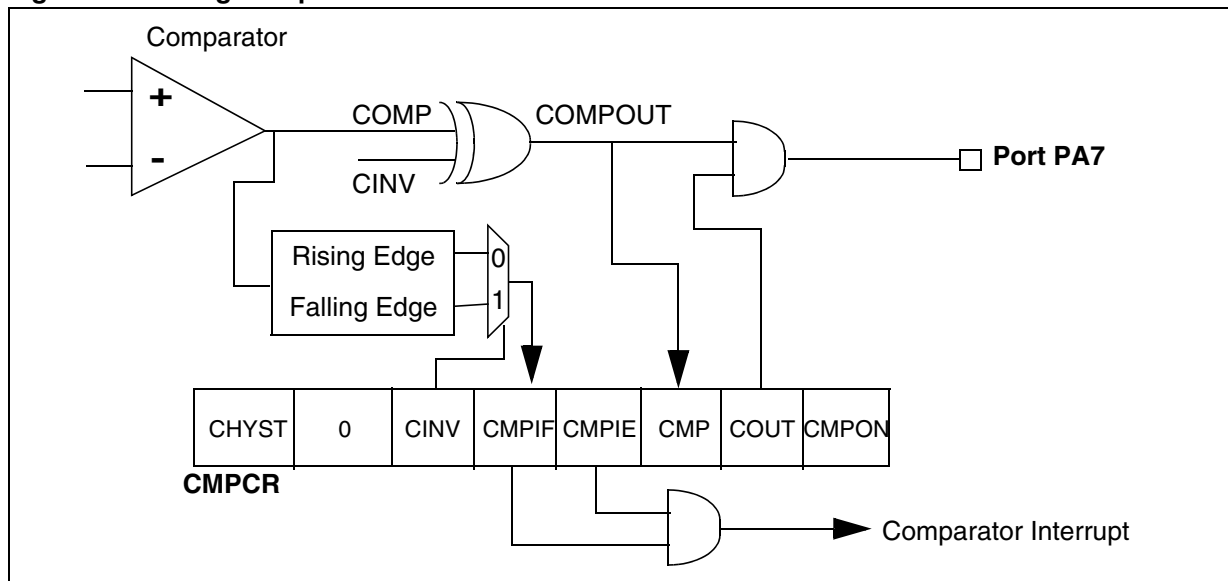 Comparator
+
-
COMP
CINV
COMPOUT
Port PA7
Rising Edge
Falling Edge
0
1
CHYST 0 CINV CMPIF CMPIE CMP COUT CMPON
CMPCR
Comparator Interrupt